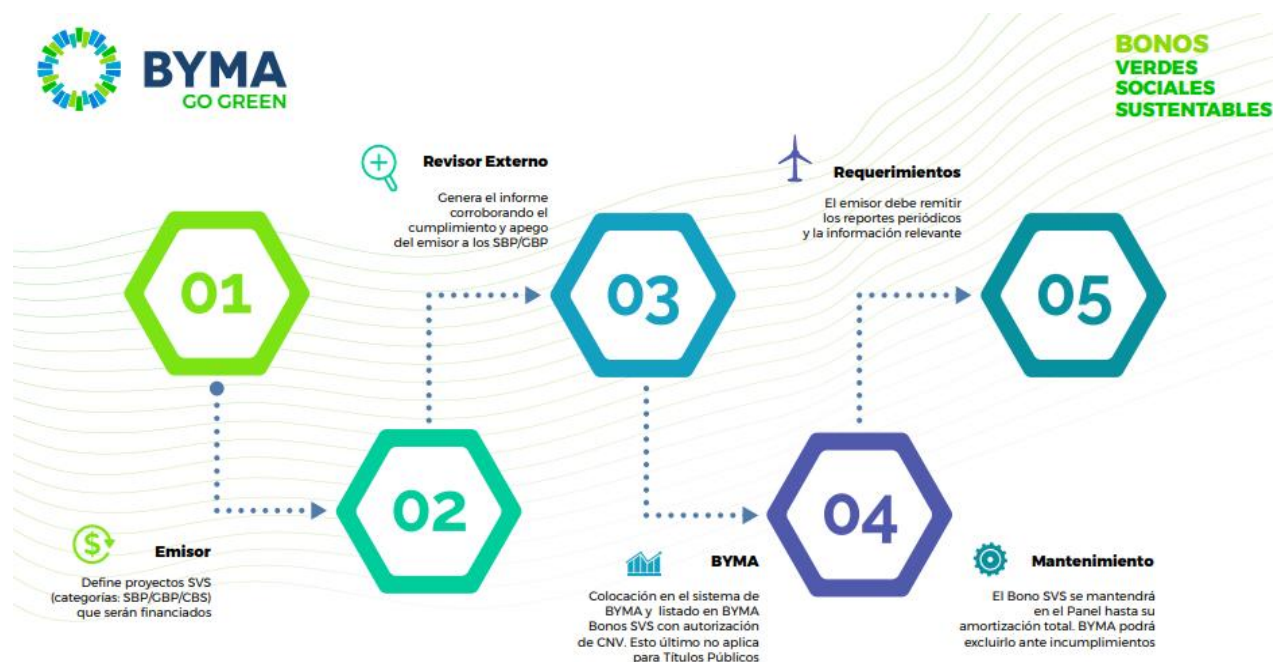 BYMA
GO GREEN
BONOS
VERDES
SOCIALES
SUSTENTABLES
01
Emisor
Define proyectos SVS
(categorías: SBP/GBP/CBS)
que serán financiados
02
Revisor Externo
Genera el informe
corroborando el
cumplimiento y apego
del emisor a los SBP/GBP
03
BYMA
Colocación en el sistema de
BYMA y listado en BYMA
Bonos SVS con autorización
de CNV. Esto último no aplica
para Títulos Públicos
04
Requerimientos
El emisor debe remitir
los reportes periódicos
y la información relevante
05
Mantenimiento
El Bono SVS se mantendrá
en el Panel hasta su
amortización total. BYMA podrá
excluirlo ante incumplimientos